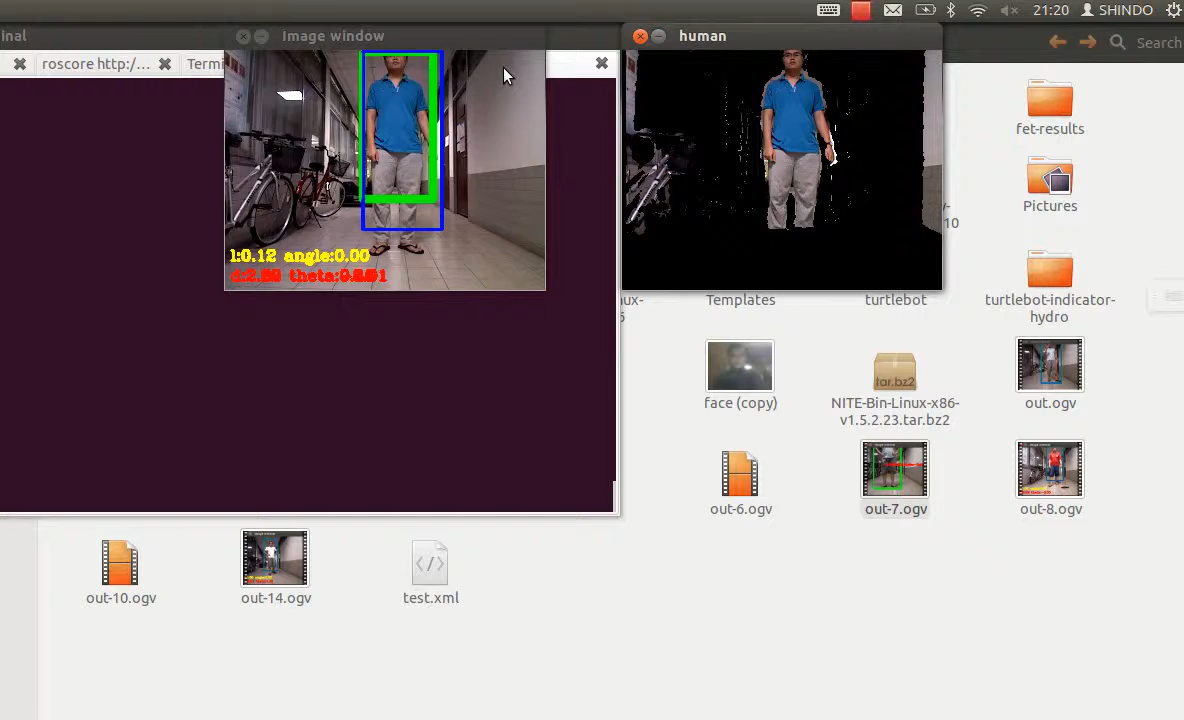 21:20 SHINDO
inal
Image window
human
Search
roscore http:/...
Termi
l:0.12 angle:0.00
fet-results
Pictures
Templates
turtlebot
turtlebot-indicator-
hydro
face (copy)
tar.bz2
NITE-Bin-Linux-x86-
v1.5.2.23.tar.bz2
out.ogv
out-6.ogv
out-7.ogv
out-8.ogv
out-10.ogv
out-14.ogv
test.xml